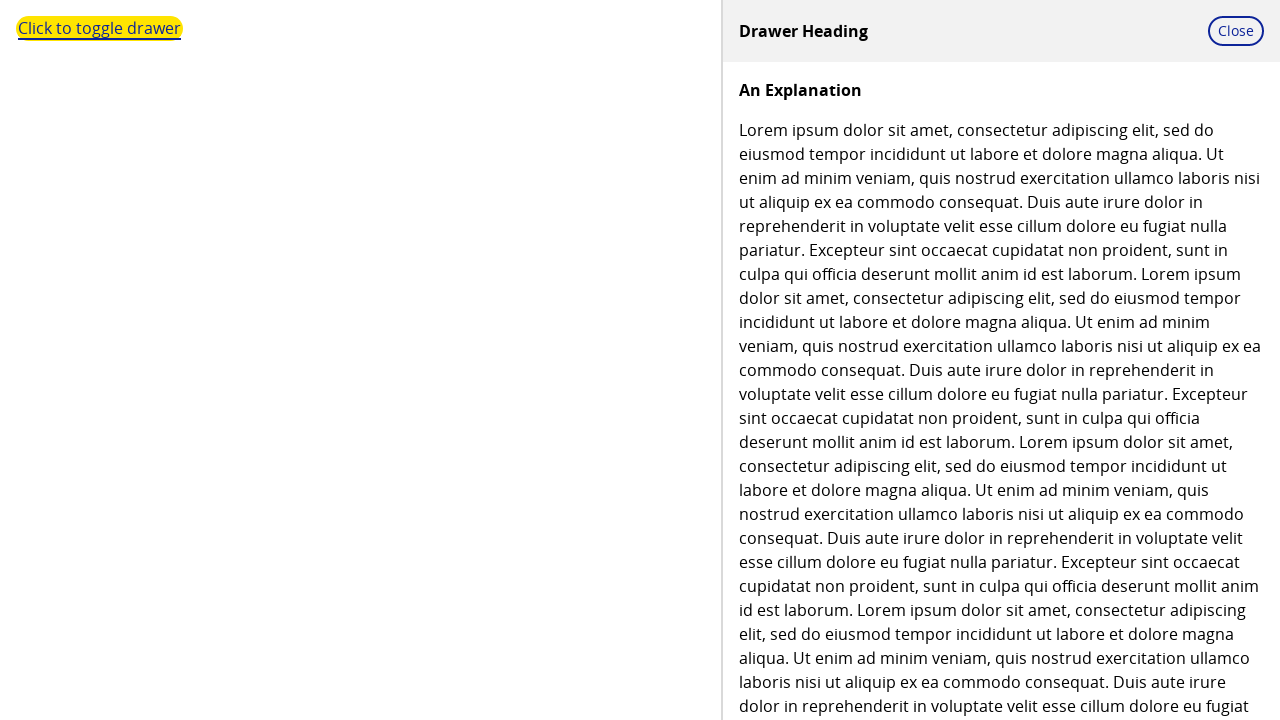 Click to toggle drawer
Drawer Heading
Close
An Explanation
Lorem ipsum dolor sit amet, consectetur adipiscing elit, sed do
eiusmod tempor incididunt ut labore et dolore magna aliqua. Ut
enim ad minim veniam, quis nostrud exercitation ullamco laboris nisi
ut aliquip ex ea commodo consequat. Duis aute irure dolor in
reprehenderit in voluptate velit esse cillum dolore eu fugiat nulla
pariatur. Excepteur sint occaecat cupidatat non proident, sunt in
culpa qui officia deserunt mollit anim id est laborum. Lorem ipsum
dolor sit amet, consectetur adipiscing elit, sed do eiusmod tempor
incididunt ut labore et dolore magna aliqua. Ut enim ad minim
veniam, quis nostrud exercitation ullamco laboris nisi ut aliquip ex ea
commodo consequat. Duis aute irure dolor in reprehenderit in
voluptate velit esse cillum dolore eu fugiat nulla pariatur. Excepteur
sint occaecat cupidatat non proident, sunt in culpa qui officia
deserunt mollit anim id est laborum. Lorem ipsum dolor sit amet,
consectetur adipiscing elit, sed do eiusmod tempor incididunt ut
labore et dolore magna aliqua. Ut enim ad minim veniam, quis
nostrud exercitation ullamco laboris nisi ut aliquip ex ea commodo
consequat. Duis aute irure dolor in reprehenderit in voluptate velit
esse cillum dolore eu fugiat nulla pariatur. Excepteur sint occaecat
cupidatat non proident, sunt in culpa qui officia deserunt mollit anim
id est laborum. Lorem ipsum dolor sit amet, consectetur adipiscing
elit, sed do eiusmod tempor incididunt ut labore et dolore magna
aliqua. Ut enim ad minim veniam, quis nostrud exercitation ullamco
laboris nisi ut aliquip ex ea commodo consequat. Duis aute irure
dolor in reprehenderit in voluptate velit esse cillum dolore eu fugiat